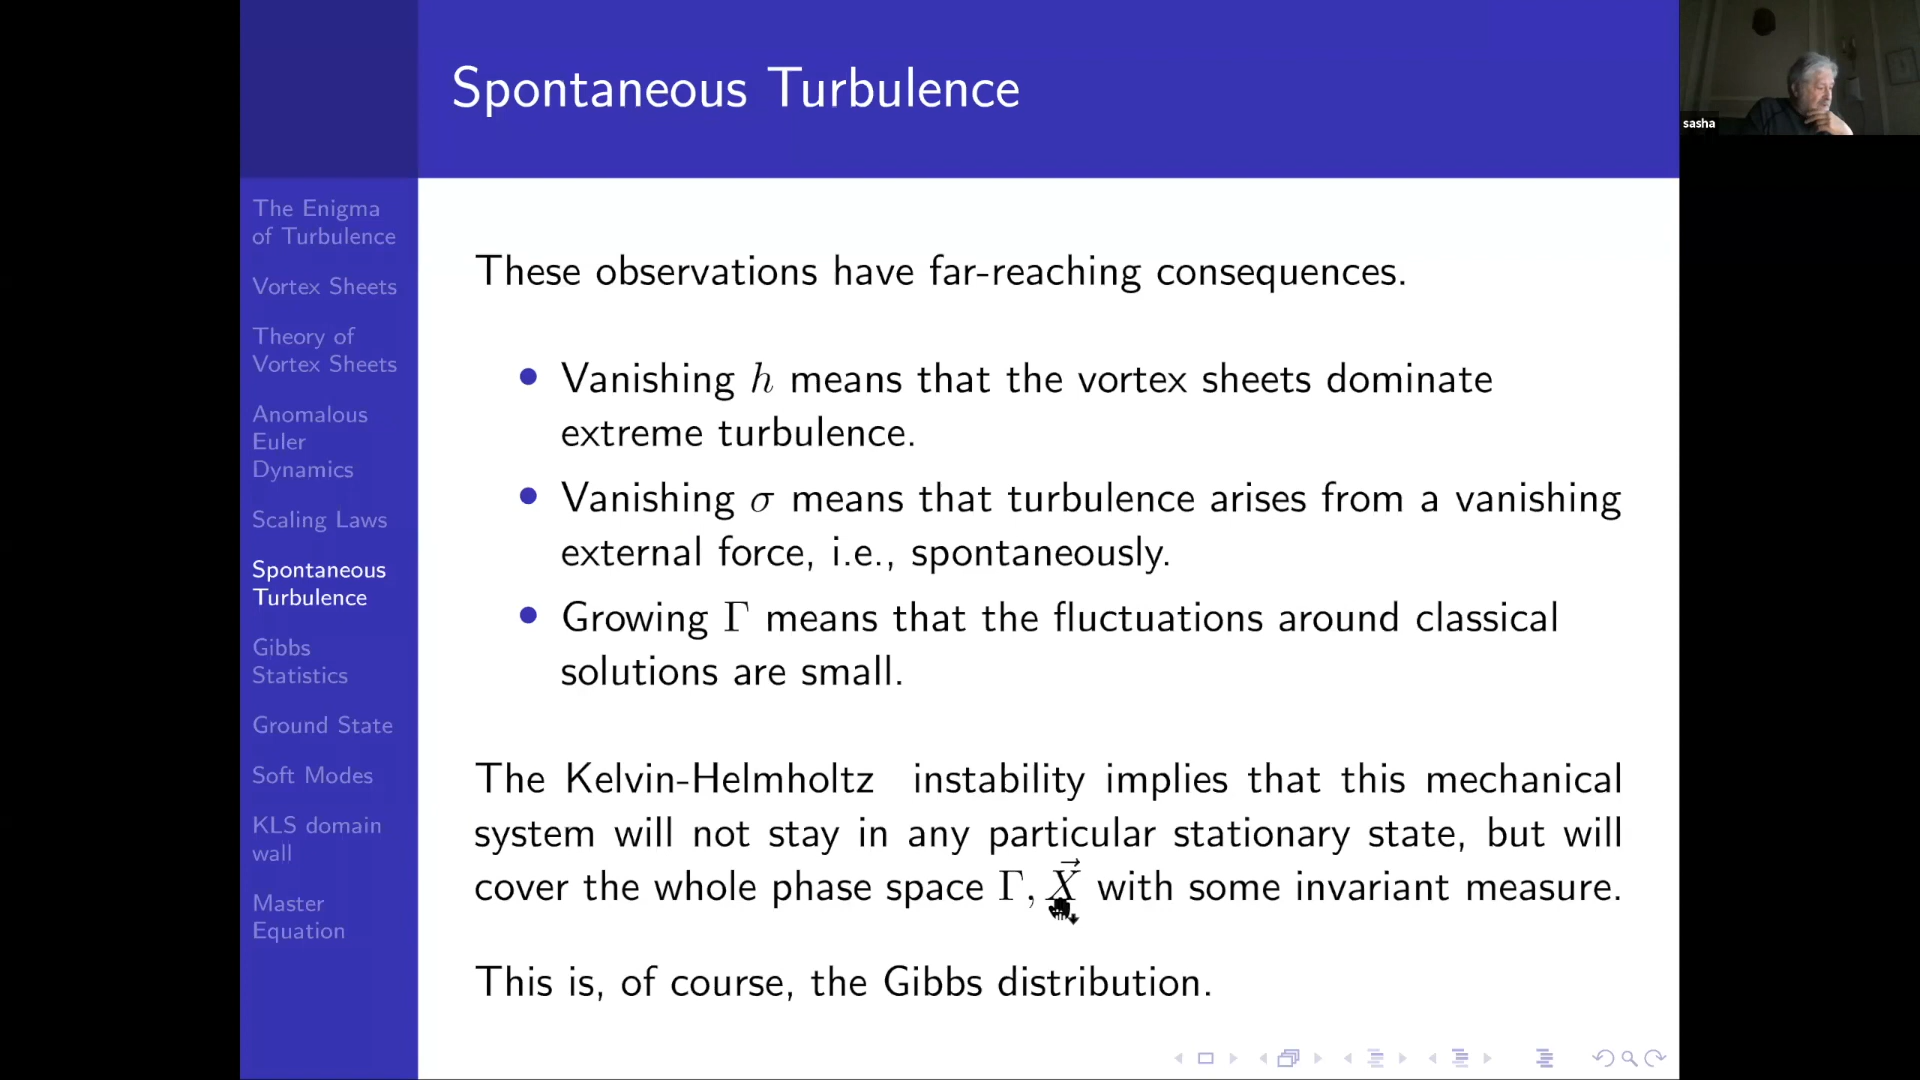 Spontaneous Turbulence
sasha
The Enigma
of Turbulence
Vortex Sheets
Theory of
Vortex Sheets
Anomalous
Euler
Dynamics
Scaling Laws
Spontaneous
Turbulence
Gibbs
Statistics
Ground State
Soft Modes
KLS domain
wall
Master
Equation
These observations have far-reaching consequences.
• Vanishing h means that the vortex sheets dominate
extreme turbulence.
• Vanishing σ means that turbulence arises from a vanishing
external force, i.e., spontaneously.
• Growing Γ means that the fluctuations around classical
solutions are small.
The Kelvin-Helmholtz instability implies that this mechanical
system will not stay in any particular stationary state, but will
cover the whole phase space Γ, X⃗ with some invariant measure.
This is, of course, the Gibbs distribution.